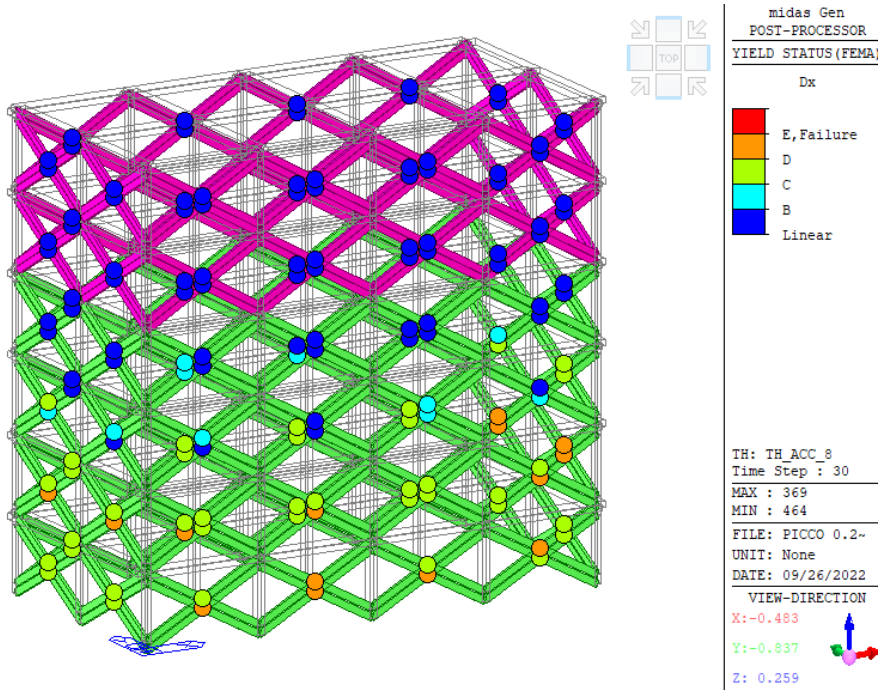 TOP
midas Gen
POST-PROCESSOR
YIELD STATUS(FEMA)
Dx
E,Failure
D
C
B
Linear
TH: TH_ACC_8
Time Step : 30
MAX : 369
MIN : 464
FILE: PICCO 0.2~
UNIT: None
DATE: 09/26/2022
VIEW-DIRECTION
X:-0.483
Y:-0.837
Z: 0.259